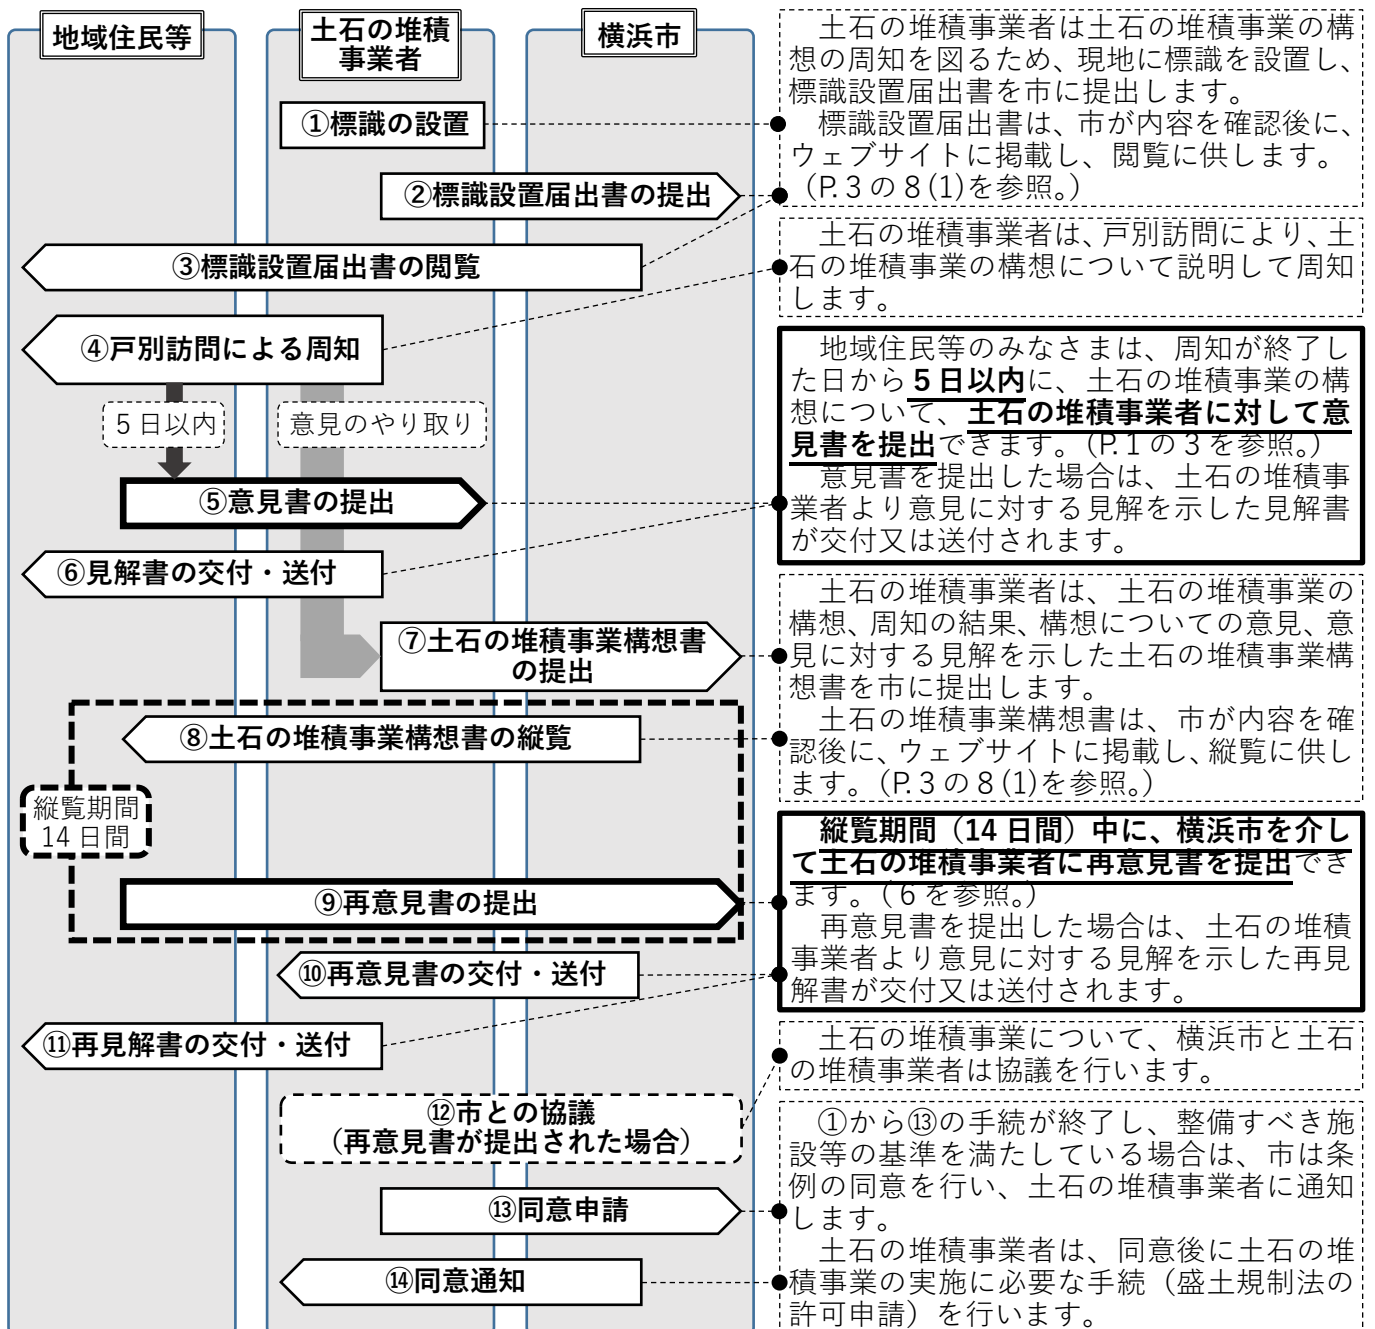 地域住民等
土石の堆積
事業者
横浜市
①標識の設置
②標識設置届出書の提出
③標識設置届出書の閲覧
④戸別訪問による周知
5日以内
意見のやり取り
⑤意見書の提出
⑥見解書の交付・送付
⑦土石の堆積事業構想書
の提出
⑧土石の堆積事業構想書の縦覧
縦覧期間
14日間
⑨再意見書の提出
⑩再意見書の交付・送付
⑪再見解書の交付・送付
⑫市との協議
(再意見書が提出された場合)
⑬同意申請
⑭同意通知
土石の堆積事業者は土石の堆積事業の構
想の周知を図るため、現地に標識を設置し、
標識設置届出書を市に提出します。
標識設置届出書は、市が内容を確認後に、
ウェブサイトに掲載し、閲覧に供します。
(P.3の8(1)を参照。)
土石の堆積事業者は、戸別訪問により、土
石の堆積事業の構想について説明して周知
します。
地域住民等のみなさまは、周知が終了し
た日から5日以内に、土石の堆積事業の構
想について、土石の堆積事業者に対して意
見書を提出できます。(P.1の3を参照。)
意見書を提出した場合は、土石の堆積事
業者より意見に対する見解を示した見解書
が交付又は送付されます。
土石の堆積事業者は、土石の堆積事業の
構想、周知の結果、構想についての意見、意
見に対する見解を示した土石の堆積事業構
想書を市に提出します。
土石の堆積事業構想書は、市が内容を確
認後に、ウェブサイトに掲載し、縦覧に供し
ます。(P.3の8(1)を参照。)
縦覧期間(14日間)中に、横浜市を介し
て土石の堆積事業者に再意見書を提出でき
ます。(6を参照。)
再意見書を提出した場合は、土石の堆積
事業者より意見に対する見解を示した再見
解書が交付又は送付されます。
土石の堆積事業について、横浜市と土石
の堆積事業者は協議を行います。
①から⑬の手続が終了し、整備すべき施
設等の基準を満たしている場合は、市は条
例の同意を行い、土石の堆積事業者に通知
します。
土石の堆積事業者は、同意後に土石の堆
積事業の実施に必要な手続(盛土規制法の
許可申請)を行います。